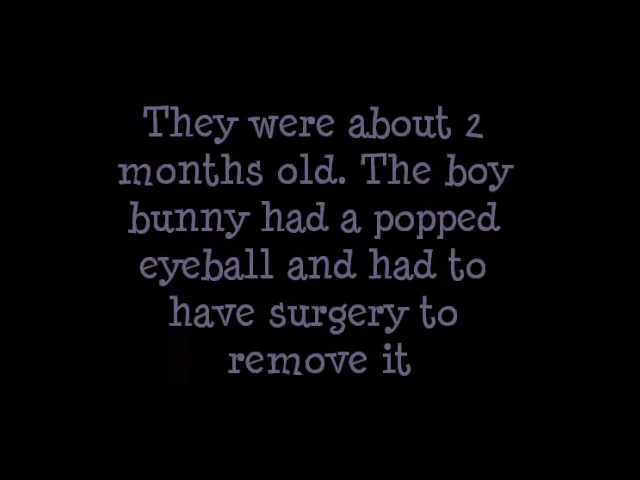 They were about 2
months old. The boy
bunny had a popped
eyeball and had to
have surgery to
remove it